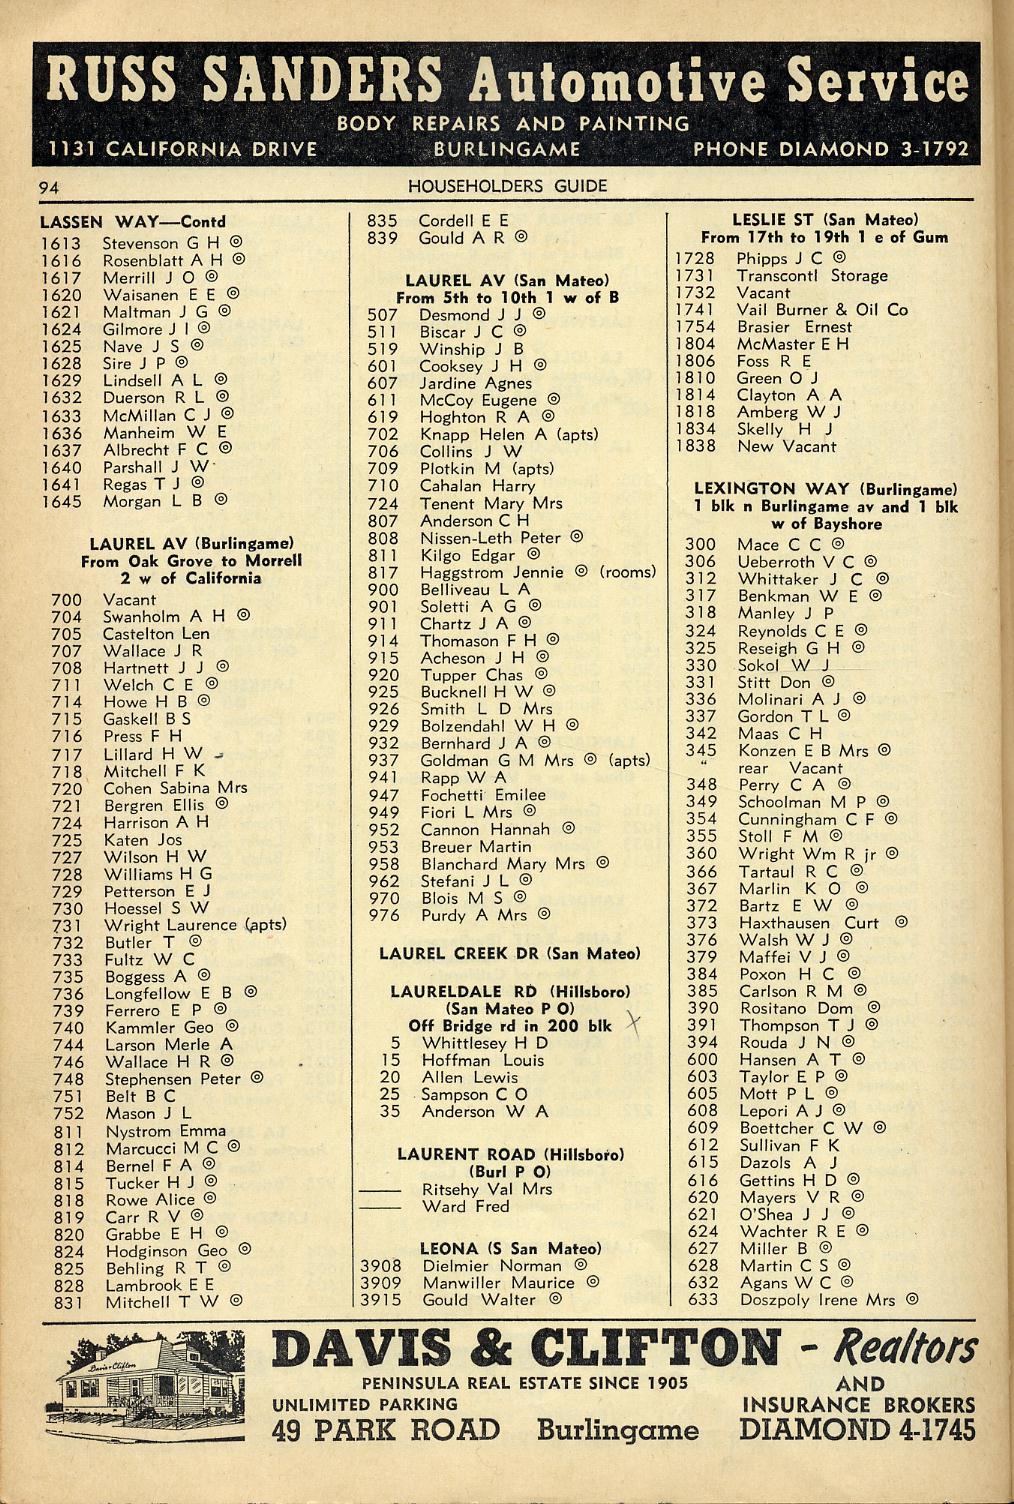 RUSS SANDERS Automotive Service
BODY REPAIRS AND PAINTING
1131 CALIFORNIA DRIVE BURLINGAME PHONE DIAMOND 3-1792
94 HOUSEHOLDERS GUIDE
LASSEN WAY—Contd
1613 Stevenson G H ◎
1616 Rosenblatt A H ◎
1617 Merrill J O ◎
1620 Waisanen E E ◎
1621 Maltman J G ◎
1624 Gilmore J I ◎
1625 Nave J S ◎
1628 Sire J P ◎
1629 Lindsell A L ◎
1632 Duerson R L ◎
1633 McMillan C J ◎
1636 Manheim W E
1637 Albrecht F C ◎
1640 Parshall J W
1641 Regas T J ◎
1645 Morgan L B ◎
LAUREL AV (Burlingame)
From Oak Grove to Morrell
2 w of California
700 Vacant
704 Swanholm A H ◎
705 Castelton Len
707 Wallace J R
708 Hartnett J J ◎
711 Welch C E ◎
714 Howe H B ◎
715 Gaskell B S
716 Press F H
717 Lillard H W
718 Mitchell F K
720 Cohen Sabina Mrs
721 Bergren Ellis ◎
724 Harrison A H
725 Katen Jos
727 Wilson H W
728 Williams H G
729 Petterson E J
730 Hoessel S W
731 Wright Laurence (apts)
732 Butler T ◎
733 Fultz W C
735 Boggess A ◎
736 Longfellow E B ◎
739 Ferrero E P ◎
740 Kammler Geo ◎
744 Larson Merle A
746 Wallace H R ◎
748 Stephensen Peter ◎
751 Belt B C
752 Mason J L
811 Nystrom Emma
812 Marcucci M C ◎
814 Bernel F A ◎
815 Tucker H J ◎
818 Rowe Alice ◎
819 Carr R V ◎
820 Grabbe E H ◎
824 Hodginson Geo ◎
825 Behling R T ◎
828 Lambrook E E
831 Mitchell T W ◎
835 Cordell E E
839 Gould A R ◎
LAUREL AV (San Mateo)
From 5th to 10th 1 w of B
507 Desmond J J ◎
511 Biscar J C ◎
519 Winship J B
601 Cooksey J H ◎
607 Jardine Agnes
611 McCoy Eugene ◎
619 Hoghton R A ◎
702 Knapp Helen A (apts)
706 Collins J W
709 Plotkin M (apts)
710 Cahalan Harry
724 Tenent Mary Mrs
807 Anderson C H
808 Nissen-Leth Peter ◎
811 Kilgo Edgar ◎
817 Haggstrom Jennie ◎ (rooms)
900 Belliveau L A
901 Soletti A G ◎
911 Chartz J A ◎
914 Thomason F H ◎
915 Acheson J H ◎
920 Tupper Chas ◎
925 Bucknell H W ◎
926 Smith L D Mrs
929 Bolzendahl W H ◎
932 Bernhard J A ◎
937 Goldman G M Mrs ◎ (apts)
941 Rapp W A
947 Fochetti Emilee
949 Fiori L Mrs ◎
952 Cannon Hannah ◎
953 Breuer Martin
958 Blanchard Mary Mrs ◎
962 Stefani J L ◎
970 Blois M S ◎
976 Purdy A Mrs ◎
LAUREL CREEK DR (San Mateo)
LAURELDALE RD (Hillsboro)
(San Mateo P O)
Off Bridge rd in 200 blk
5 Whittlesey H D
15 Hoffman Louis
20 Allen Lewis
25 Sampson C O
35 Anderson W A
LAURENT ROAD (Hillsboro)
(Burl P O)
—— Ritsehy Val Mrs
—— Ward Fred
LEONA (S San Mateo)
3908 Dielmier Norman ◎
3909 Manwiller Maurice ◎
3915 Gould Walter ◎
LESLIE ST (San Mateo)
From 17th to 19th 1 e of Gum
1728 Phipps J C ◎
1731 Transcontl Storage
1732 Vacant
1741 Vail Burner & Oil Co
1754 Brasier Ernest
1804 McMaster E H
1806 Foss R E
1810 Green O J
1814 Clayton A A
1818 Amberg W J
1834 Skelly H J
1838 New Vacant
LEXINGTON WAY (Burlingame)
1 blk n Burlingame av and 1 blk
w of Bayshore
300 Mace C C ◎
306 Ueberroth V C ◎
312 Whittaker J C ◎
317 Benkman W E ◎
318 Manley J P
324 Reynolds C E ◎
325 Reseigh G H ◎
330 Sokol W J
331 Stitt Don ◎
336 Molinari A J ◎
337 Gordon T L ◎
342 Maas C H
345 Konzen E B Mrs ◎
" rear Vacant
348 Perry C A ◎
349 Schoolman M P ◎
354 Cunningham C F ◎
355 Stoll F M ◎
360 Wright Wm R jr ◎
366 Tartaul R C ◎
367 Marlin K O ◎
372 Bartz E W ◎
373 Haxthausen Curt ◎
376 Walsh W J ◎
379 Maffei V J ◎
384 Poxon H C ◎
385 Carlson R M ◎
390 Rositano Dom ◎
391 Thompson T J ◎
394 Rouda J N ◎
600 Hansen A T ◎
603 Taylor E P ◎
605 Mott P L ◎
608 Lepori A J ◎
609 Boettcher C W ◎
612 Sullivan F K
615 Dazols A J
616 Gettins H D ◎
620 Mayers V R ◎
621 O'Shea J J ◎
624 Wachter R E ◎
627 Miller B ◎
628 Martin C S ◎
632 Agans W C ◎
633 Doszpoly Irene Mrs ◎
Davis & Clifton
DAVIS & CLIFTON - Realtors
PENINSULA REAL ESTATE SINCE 1905 AND
UNLIMITED PARKING INSURANCE BROKERS
49 PARK ROAD Burlingame DIAMOND 4-1745